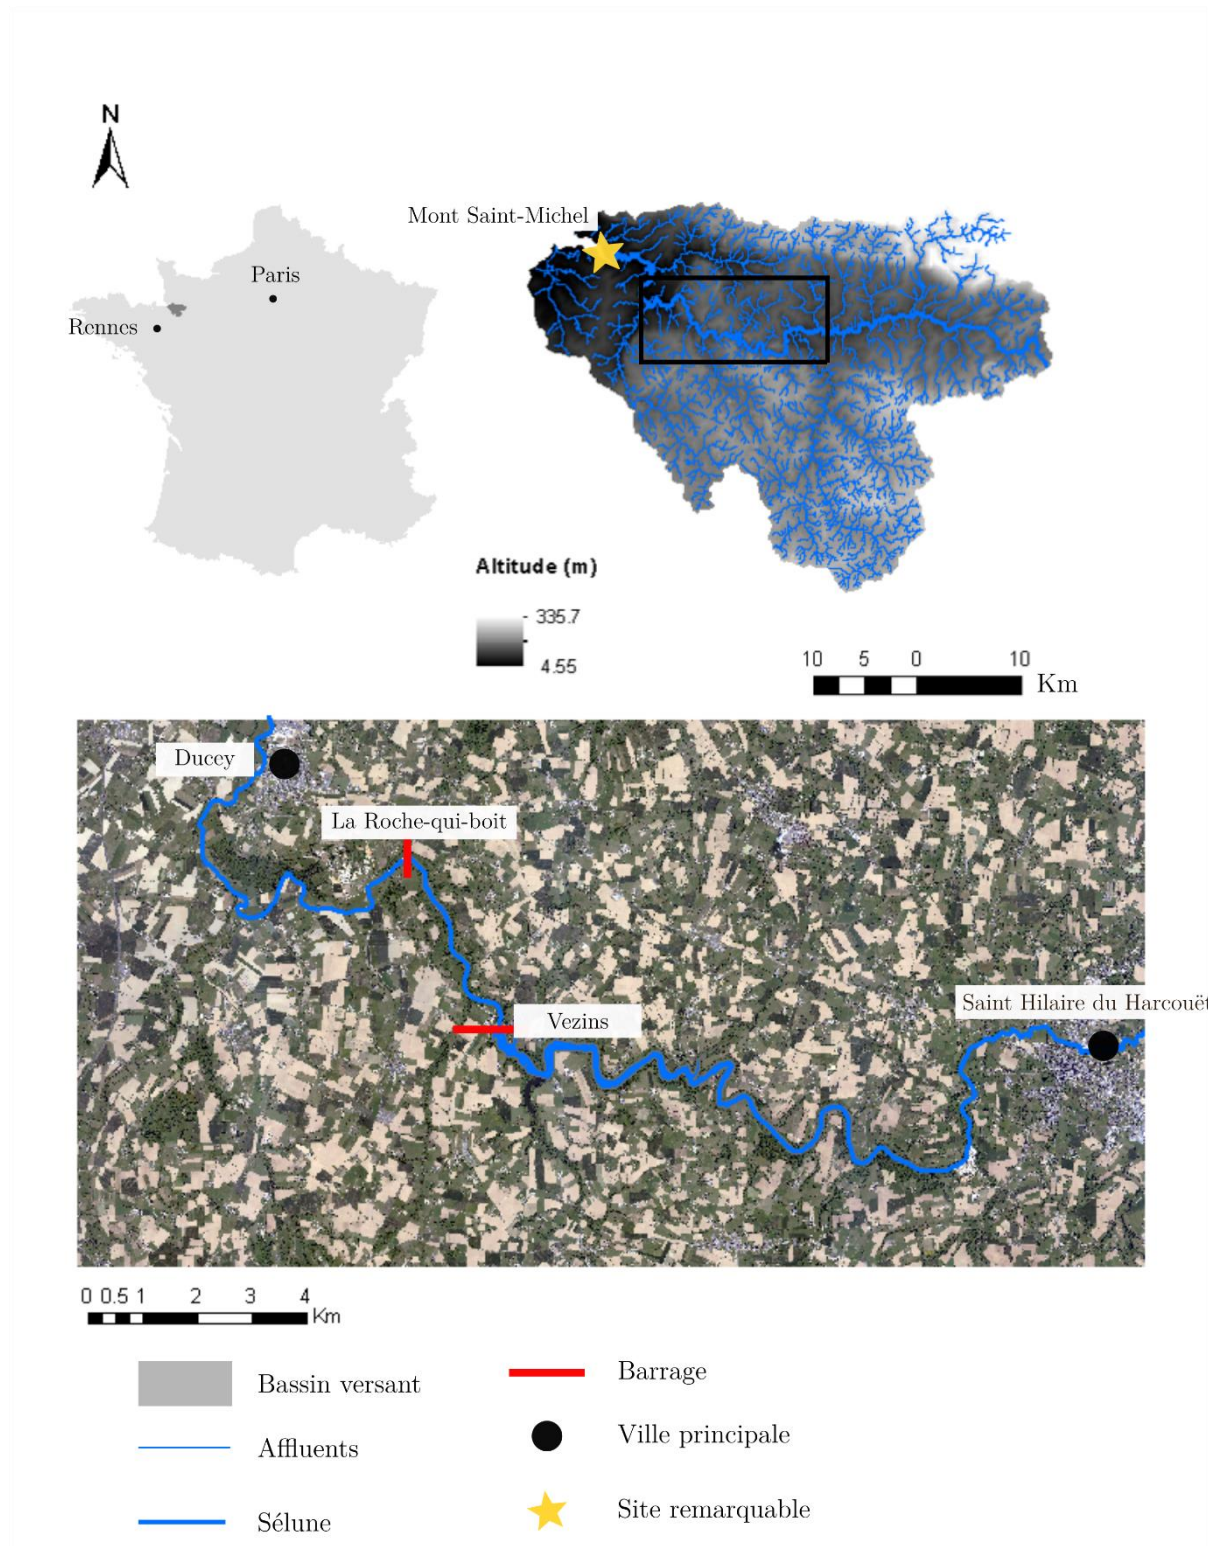 N
Mont Saint-Michel
Paris
Rennes
Altitude (m)
335.7
4.55
10 5 0 10
Km
Ducey
La Roche-qui-boit
Saint Hilaire du Harcouët
Vezins
0 0.5 1 2 3 4
Km
Bassin versant
Barrage
Affluents
Ville principale
Sélune
Site remarquable